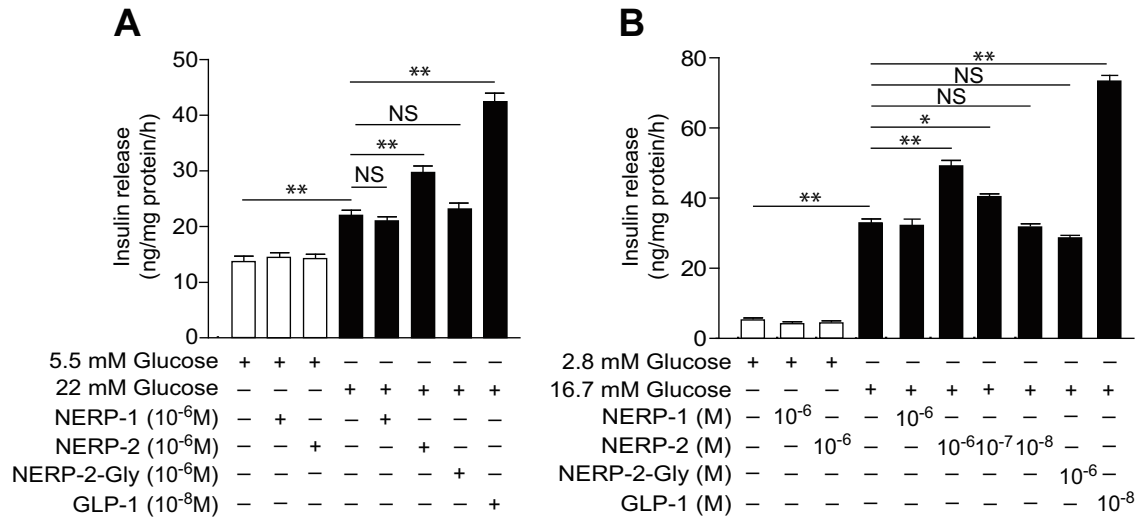 A
Insulin release
(ng/mg protein/h)
50
40
30
20
10
0
**
NS
**
** NS
5.5 mM Glucose + + + – – – – –
22 mM Glucose – – – + + + + +
NERP-1 (10⁻⁶M) – + – – + – – –
NERP-2 (10⁻⁶M) – – + – – + – –
NERP-2-Gly (10⁻⁶M) – – – – – – + –
GLP-1 (10⁻⁸M) – – – – – – – +
B
Insulin release
(ng/mg protein/h)
80
60
40
20
0
**
NS
NS
*
**
**
2.8 mM Glucose + + + – – – – – – –
16.7 mM Glucose – – – + + + + + + +
NERP-1 (M) – 10⁻⁶ – – 10⁻⁶ – – – – –
NERP-2 (M) – – 10⁻⁶ – – 10⁻⁶ 10⁻⁷ 10⁻⁸ – –
NERP-2-Gly (M) – – – – – – – – 10⁻⁶ –
GLP-1 (M) – – – – – – – – – 10⁻⁸